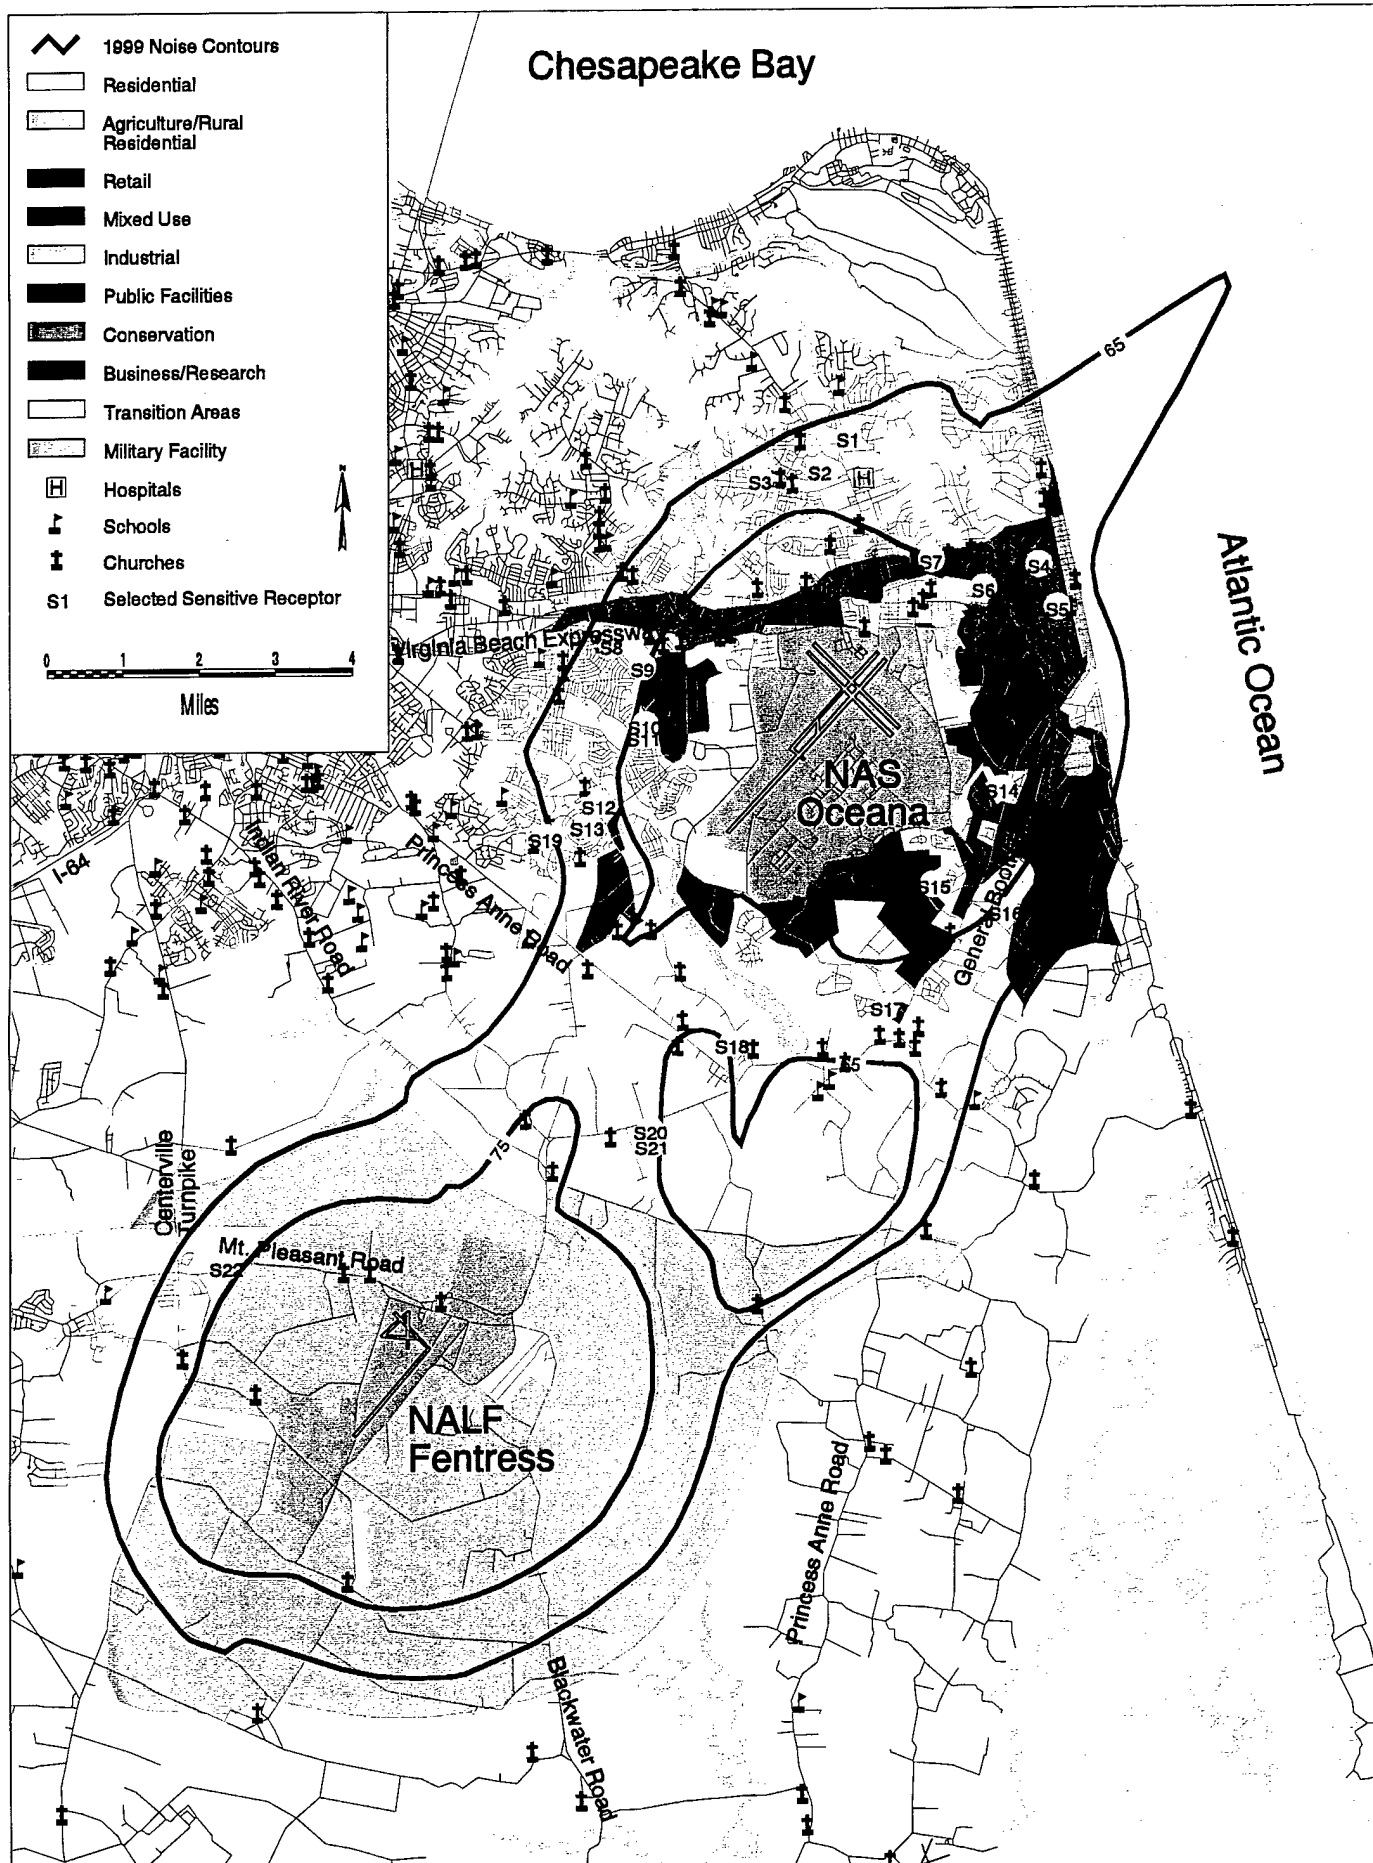 1999 Noise Contours
Residential
Agriculture/Rural
Residential
Retail
Mixed Use
Industrial
Public Facilities
Conservation
Business/Research
Transition Areas
Military Facility
H Hospitals
Schools
Churches
S1 Selected Sensitive Receptor
N
0 1 2 3 4
Miles
Chesapeake Bay
65
S1
H
S2
S3
H
Atlantic Ocean
S7
S4
S6
S5
Virginia Beach Expressway
S8
S9
S10
S11
NAS
Oceana
S14
S12
S13
S19
I-64
Indian River Road
Princess Anne Road
S15
S16
General Booth
S17
S18
75
S20
S21
Centerville
Turnpike
Mt. Pleasant Road
S22
NALF
Fentress
Princess Anne Road
Blackwater Road